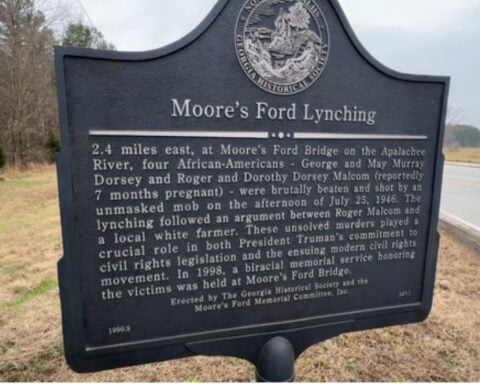 GEORGIA HISTORICAL SOCIETY
Moore's Ford Lynching
2.4 miles east, at Moore's Ford Bridge on the Apalachee
River, four African-Americans - George and May Murray
Dorsey and Roger and Dorothy Dorsey Malcom (reportedly
7 months pregnant) - were brutally beaten and shot by an
unmasked mob on the afternoon of July 25, 1946. The
lynching followed an argument between Roger Malcom and
a local white farmer. These unsolved murders played a
crucial role in both President Truman's commitment to
civil rights legislation and the ensuing modern civil rights
movement. In 1998, a biracial memorial service honoring
the victims was held at Moore's Ford Bridge.
Erected by The Georgia Historical Society and the
Moore's Ford Memorial Committee, Inc.
1999.8